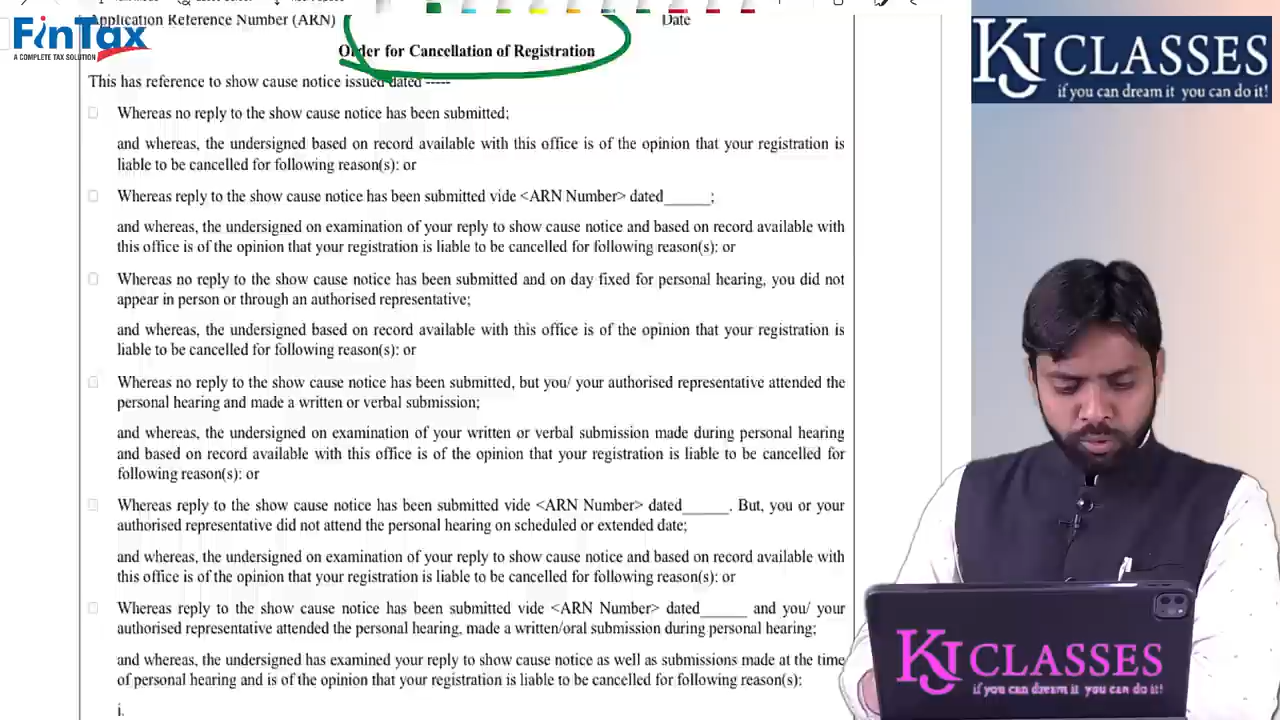 Application Reference Number (ARN) Date
FinTax
A COMPLETE TAX SOLUTION
Order for Cancellation of Registration
This has reference to show cause notice issued dated -----
Whereas no reply to the show cause notice has been submitted;
and whereas, the undersigned based on record available with this office is of the opinion that your registration is
liable to be cancelled for following reason(s): or
Whereas reply to the show cause notice has been submitted vide <ARN Number> dated______;
and whereas, the undersigned on examination of your reply to show cause notice and based on record available with
this office is of the opinion that your registration is liable to be cancelled for following reason(s): or
Whereas no reply to the show cause notice has been submitted and on day fixed for personal hearing, you did not
appear in person or through an authorised representative;
and whereas, the undersigned based on record available with this office is of the opinion that your registration is
liable to be cancelled for following reason(s): or
Whereas no reply to the show cause notice has been submitted, but you/ your authorised representative attended the
personal hearing and made a written or verbal submission;
and whereas, the undersigned on examination of your written or verbal submission made during personal hearing
and based on record available with this office is of the opinion that your registration is liable to be cancelled for
following reason(s): or
Whereas reply to the show cause notice has been submitted vide <ARN Number> dated______. But, you or your
authorised representative did not attend the personal hearing on scheduled or extended date;
and whereas, the undersigned on examination of your reply to show cause notice and based on record available with
this office is of the opinion that your registration is liable to be cancelled for following reason(s): or
Whereas reply to the show cause notice has been submitted vide <ARN Number> dated______ and you/ your
authorised representative attended the personal hearing, made a written/oral submission during personal hearing;
and whereas, the undersigned has examined your reply to show cause notice as well as submissions made at the time
of personal hearing and is of the opinion that your registration is liable to be cancelled for following reason(s):
i.
KJ CLASSES
if you can dream it you can do it!
KJ CLASSES
if you can dream it you can do it!